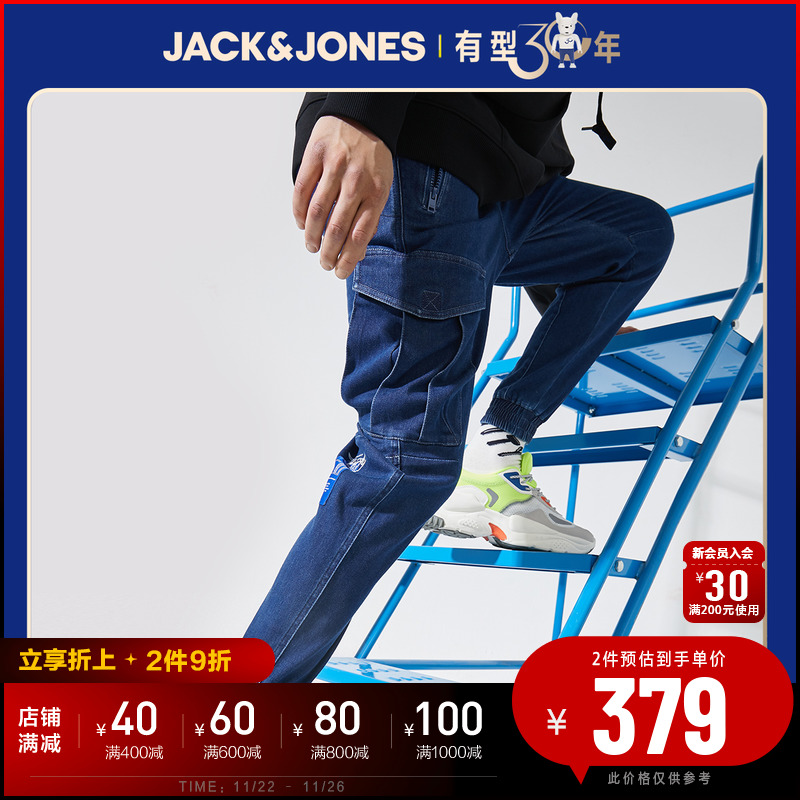 JACK&JONES | 有型30年
新会员入会
¥30
满200元使用
立享折上 + 2件9折
2件预估到手单价
¥379
此价格仅供参考
店铺满减
¥40
满400减
¥60
满600减
¥80
满800减
¥100
满1000减
TIME: 11/22 - 11/26